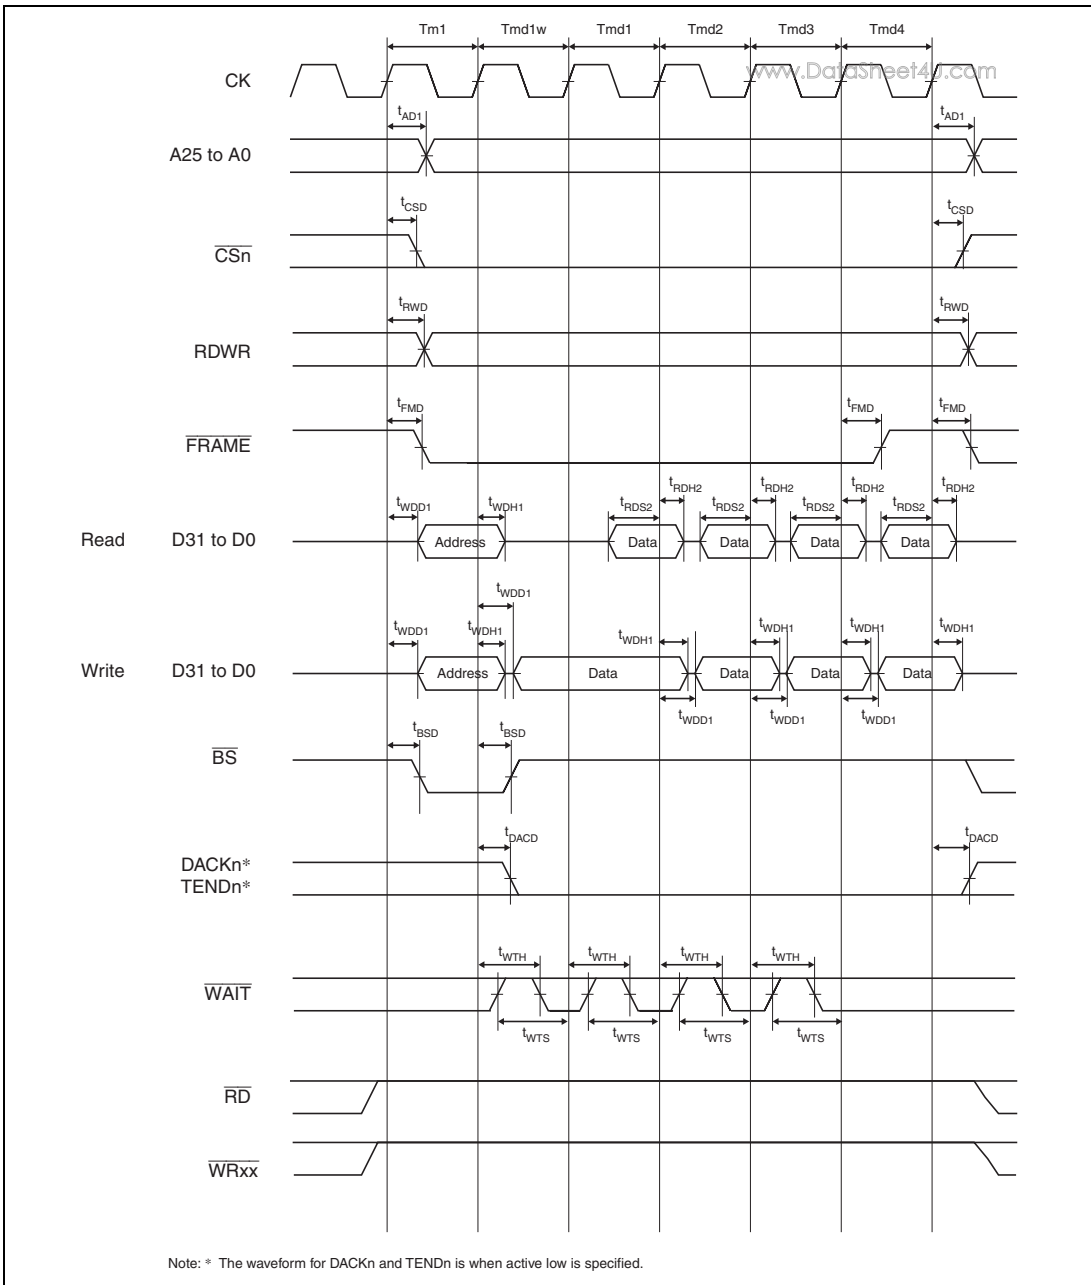 Tm1 Tmd1w Tmd1 Tmd2 Tmd3 Tmd4
www.DataSheet4U.com
CK
tAD1 tAD1
A25 to A0
tCSD tCSD
CSn
tRWD tRWD
RDWR
tFMD tFMD tFMD
FRAME
tRDH2 tRDH2 tRDH2 tRDH2
tWDD1 tWDH1 tRDS2 tRDS2 tRDS2 tRDS2
Read D31 to D0 Address Data Data Data Data
tWDD1
tWDD1 tWDH1 tWDH1 tWDH1 tWDH1 tWDH1
Write D31 to D0 Address Data Data Data Data
tWDD1 tWDD1 tWDD1
tBSD tBSD
BS
tDACD tDACD
DACKn*
TENDn*
tWTH tWTH tWTH tWTH
WAIT
tWTS tWTS tWTS tWTS
RD
WRxx
Note: * The waveform for DACKn and TENDn is when active low is specified.